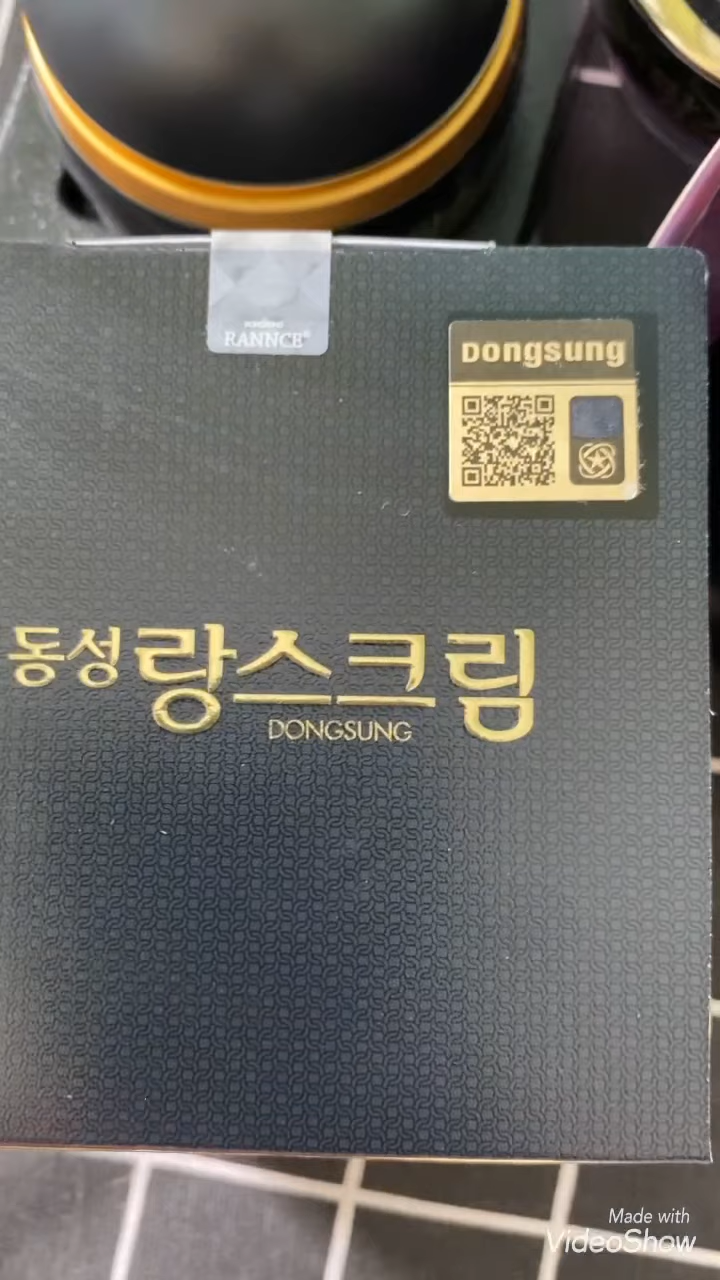 RANNCE®
Dongsung
동성 랑스크림
DONGSUNG
Made with
VideoShow